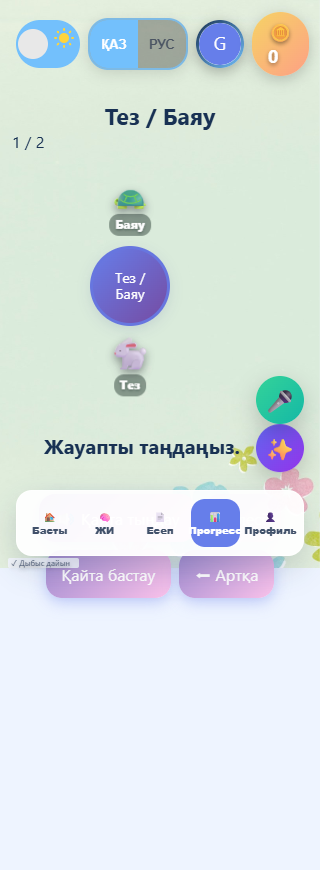 ҚАЗ РУС G 0
Тез / Баяу
1 / 2
Баяу
Тез /
Баяу
Тез
Жауапты таңдаңыз.
Басты ЖИ Есеп Прогресс Профиль
✓ Дыбыс дайын
Қайта бастау ⬅ Артқа